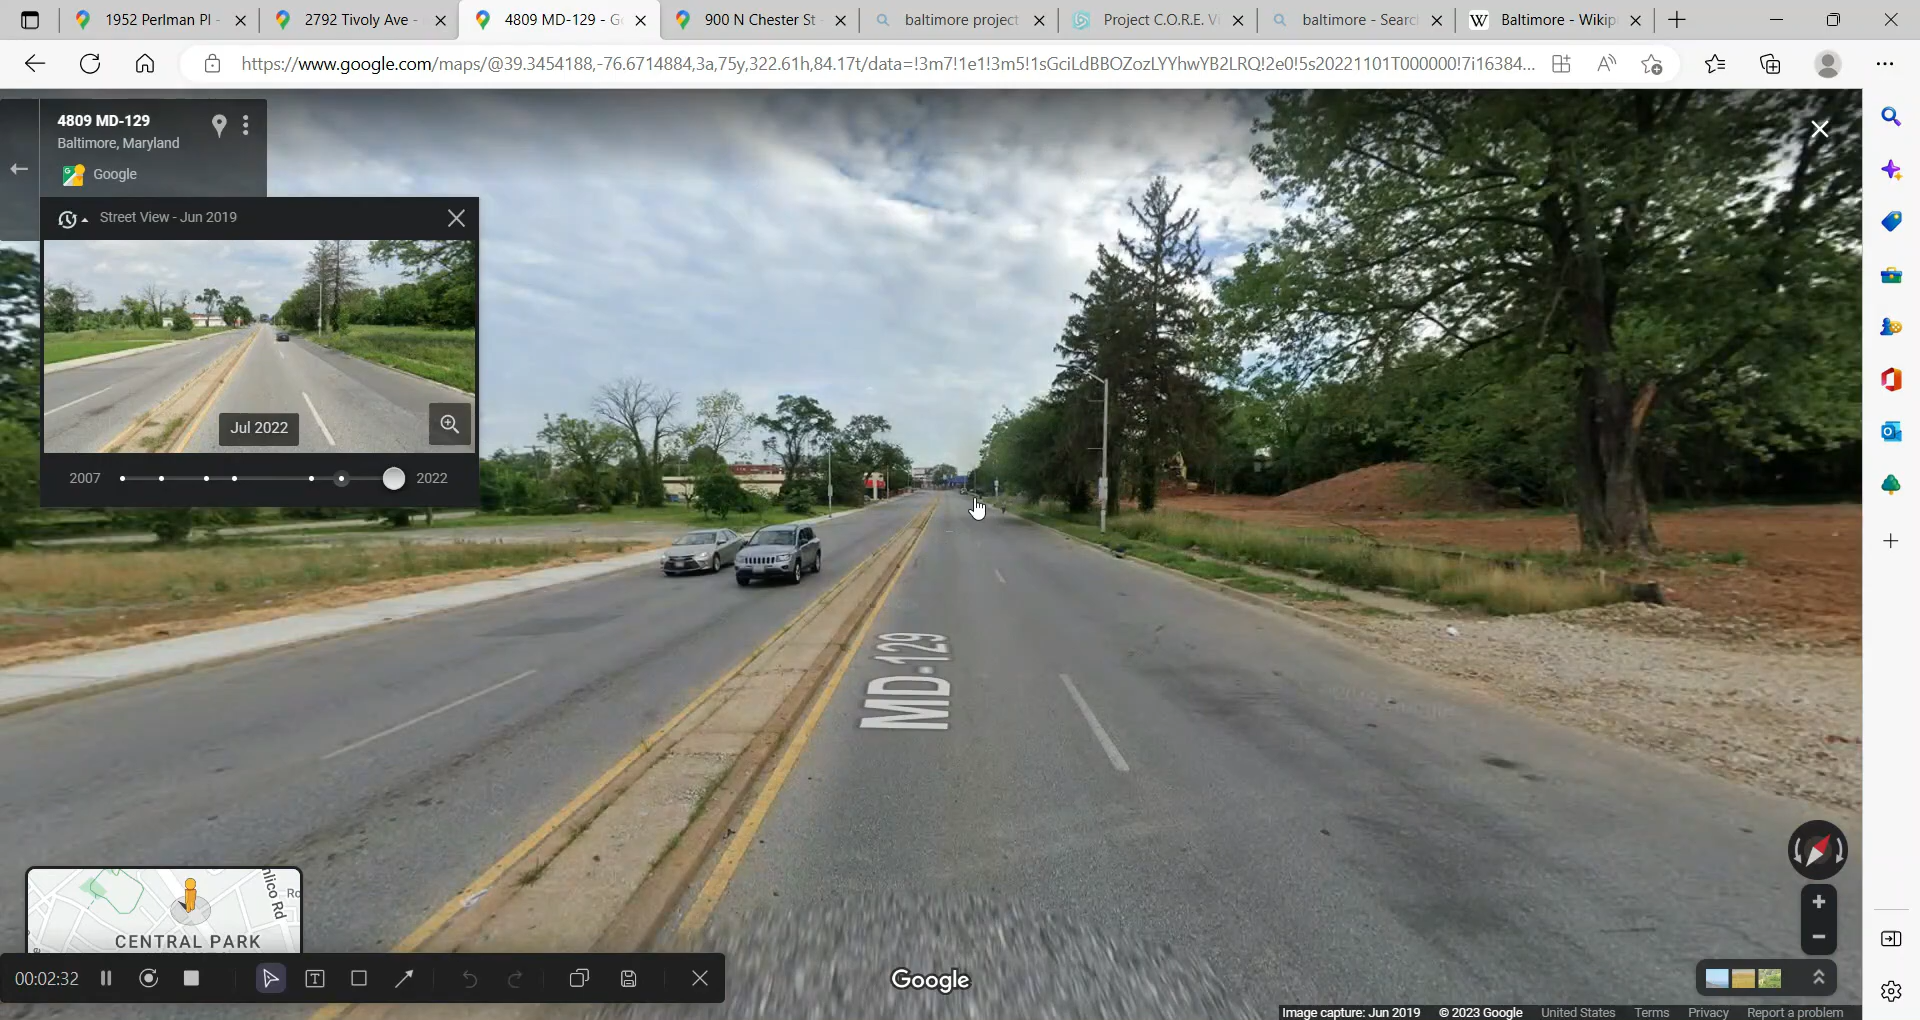 1952 Perlman Pl -
2792 Tivoly Ave -
4809 MD-129 - G
900 N Chester St
baltimore project
Project C.O.R.E. V
baltimore - Searc
W Baltimore - Wikip
https://www.google.com/maps/@39.3454188,-76.6714884,3a,75y,322.61h,84.17t/data=!3m7!1e1!3m5!1sGciLdBBOZozLYYhwYB2LRQ!2e0!5s20221101T000000!7i16384...
4809 MD-129
Baltimore, Maryland
Google
Street View - Jun 2019
Jul 2022
2007
2022
MD-129
Ro
CENTRAL PARK
00:02:32
Google
Image capture: Jun 2019 © 2023 Google United States Terms Privacy Report a problem